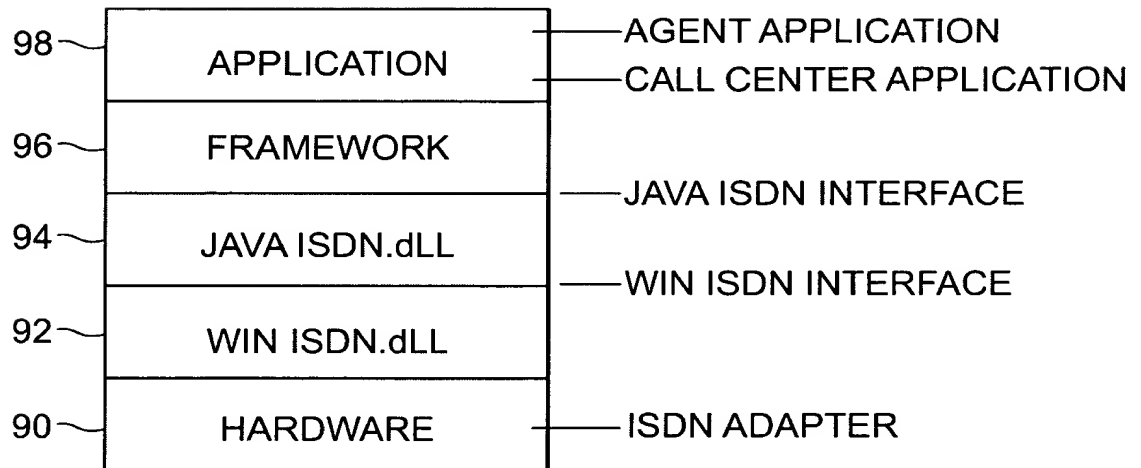 98 APPLICATION AGENT APPLICATION
CALL CENTER APPLICATION
96 FRAMEWORK
JAVA ISDN INTERFACE
94 JAVA ISDN.dLL
WIN ISDN INTERFACE
92 WIN ISDN.dLL
90 HARDWARE ISDN ADAPTER